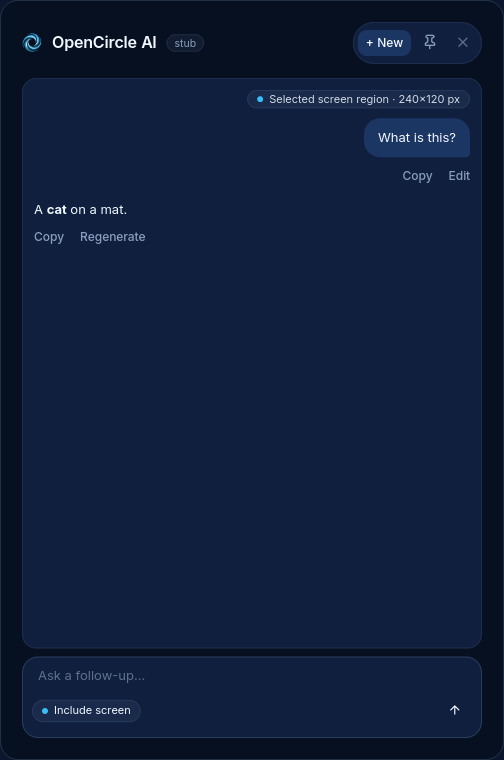 OpenCircle AI
stub
+ New
Selected screen region · 240×120 px
What is this?
Copy Edit
A cat on a mat.
Copy Regenerate
Ask a follow-up...
Include screen